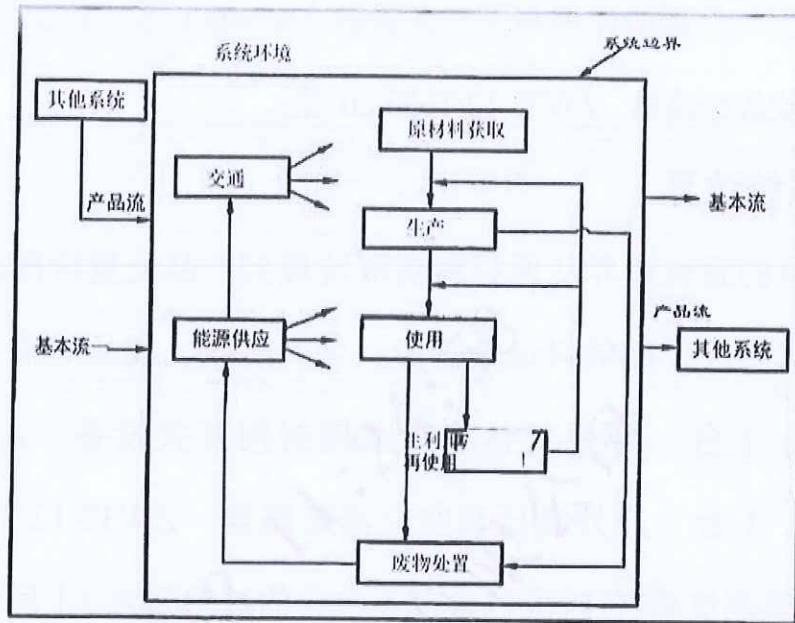 系统环境
系统边界
其他系统
原材料获取
交通
产品流
生产
基本流
产品流
基本流
能源供应
使用
其他系统
再使用
废物处置